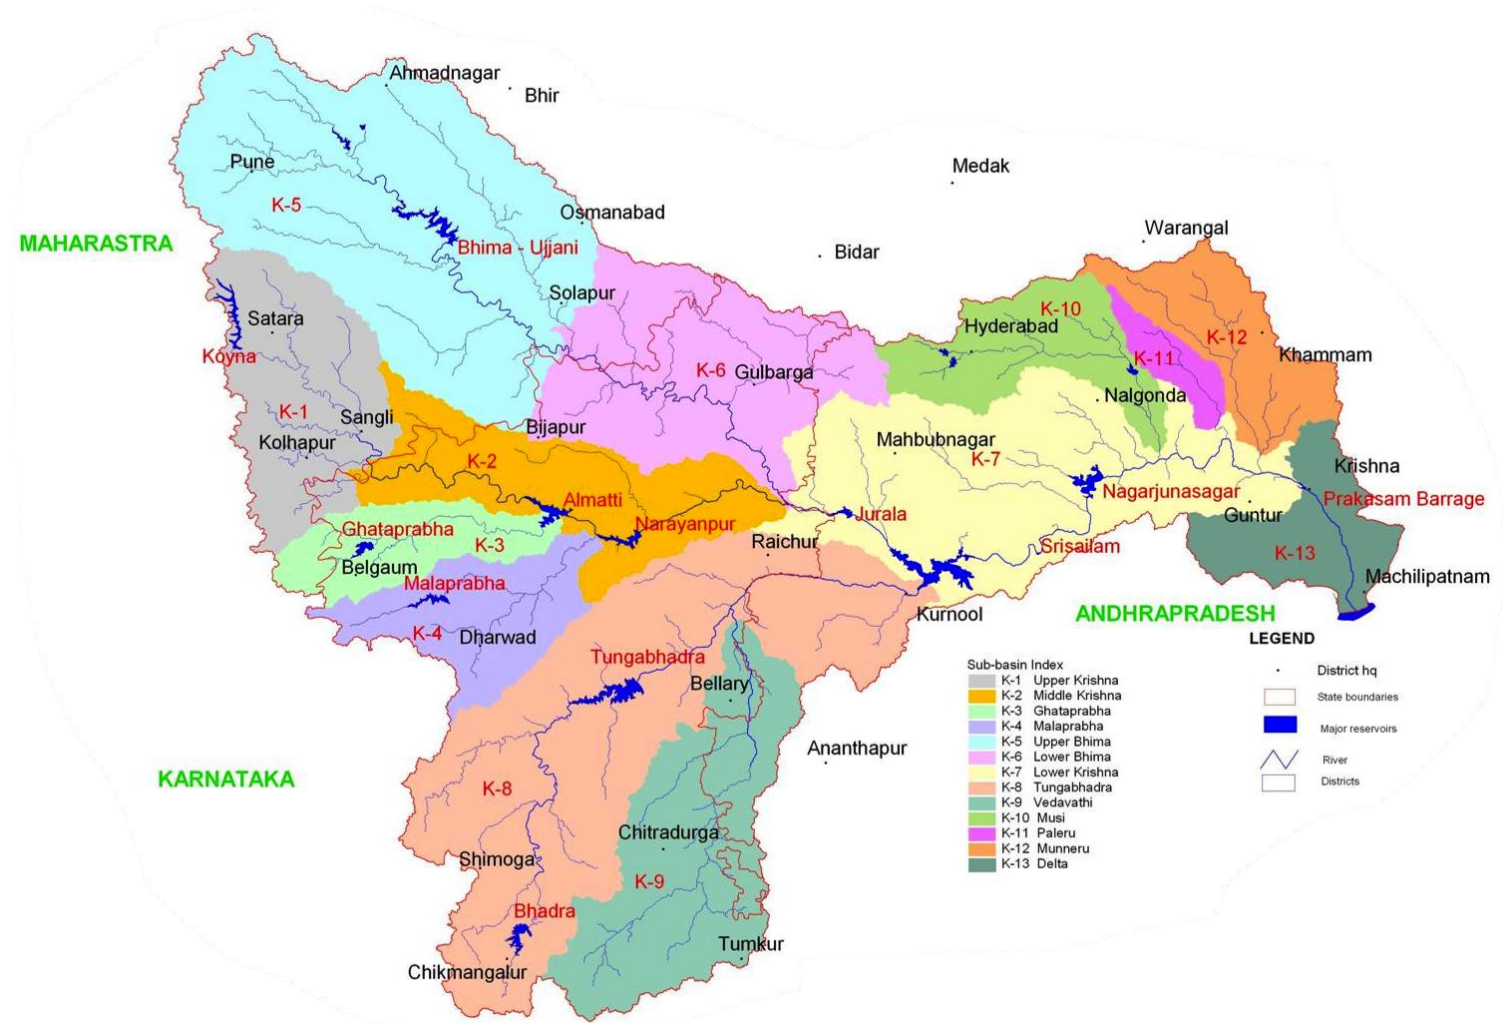 Ahmadnagar
Bhir
Pune
Medak
K-5
Osmanabad
Warangal
MAHARASTRA
Bhima - Ujjani
Bidar
Solapur
K-10
Satara
Hyderabad
K-12
Koyna
K-11
Khammam
K-6
Gulbarga
Nalgonda
K-1
Sangli
Bijapur
Kolhapur
Mahbubnagar
K-2
K-7
Krishna
Almatti
Nagarjunasagar
Prakasam Barrage
Jurala
Guntur
Ghataprabha
Narayanpur
K-3
Raichur
Srisailam
K-13
Belgaum
Malaprabha
Machilipatnam
K-4
Dharwad
Kurnool
ANDHRAPRADESH
Tungabhadra
Bellary
Ananthapur
KARNATAKA
K-8
Chitradurga
Shimoga
K-9
Bhadra
Tumkur
Chikmangalur
LEGEND
Sub-basin Index
K-1 Upper Krishna
K-2 Middle Krishna
K-3 Ghataprabha
K-4 Malaprabha
K-5 Upper Bhima
K-6 Lower Bhima
K-7 Lower Krishna
K-8 Tungabhadra
K-9 Vedavathi
K-10 Musi
K-11 Paleru
K-12 Munneru
K-13 Delta
District hq
State boundaries
Major reservoirs
River
Districts